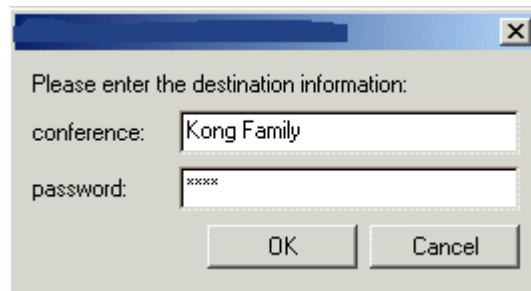 Please enter the destination information:
conference: Kong Family
password: ****
OK Cancel